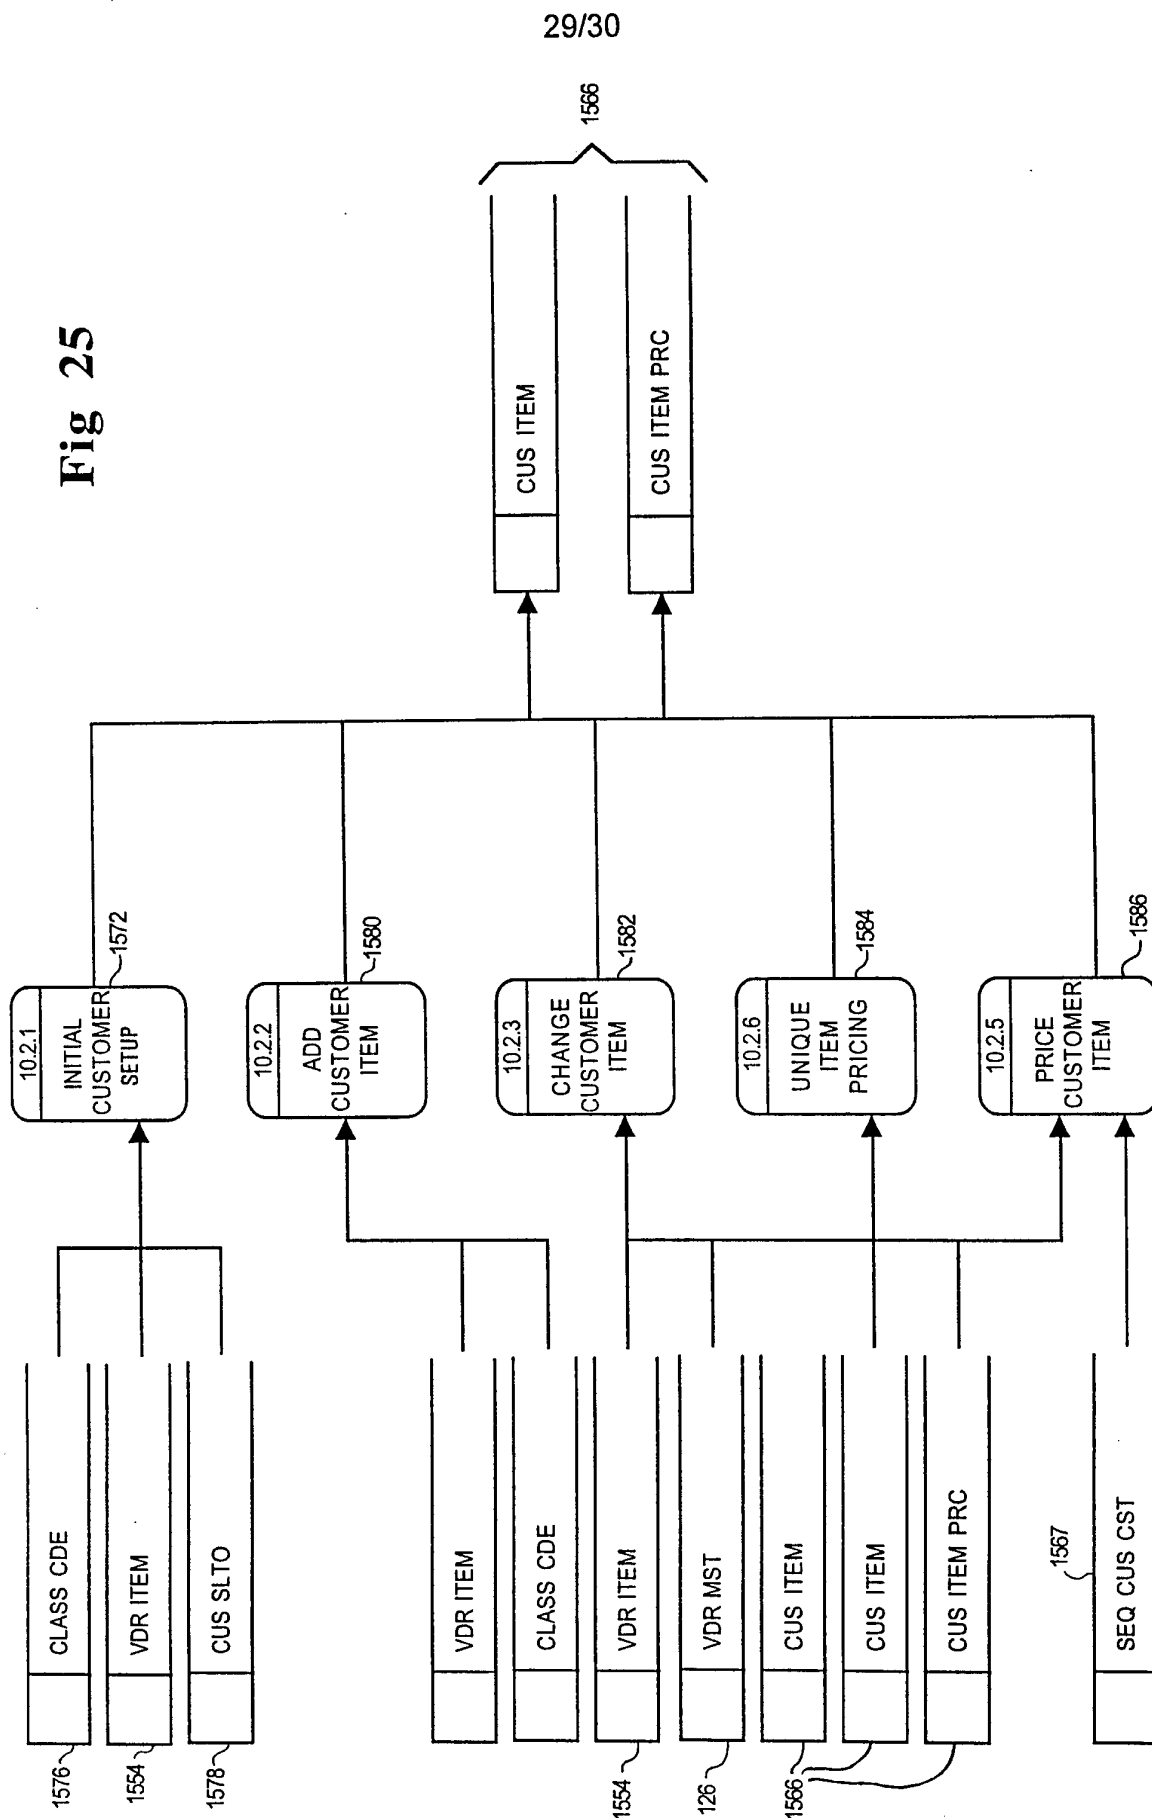 29/30
Fig 25
1576
CLASS CDE
1554
VDR ITEM
1578
CUS SLTO
10.2.1
INITIAL
CUSTOMER
SETUP
1572
VDR ITEM
CLASS CDE
10.2.2
ADD
CUSTOMER
ITEM
1580
1554
VDR ITEM
126
VDR MST
1566
CUS ITEM
CUS ITEM
CUS ITEM PRC
10.2.3
CHANGE
CUSTOMER
ITEM
1582
10.2.6
UNIQUE
ITEM
PRICING
1584
1567
SEQ CUS CST
10.2.5
PRICE
CUSTOMER
ITEM
1586
CUS ITEM
CUS ITEM PRC
1566